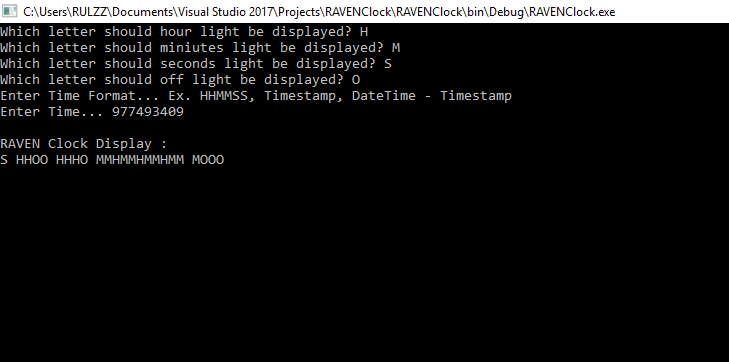 C:\Users\RULZZ\Documents\Visual Studio 2017\Projects\RAVENClock\RAVENClock\bin\Debug\RAVENClock.exe
Which letter should hour light be displayed? H
Which letter should miniutes light be displayed? M
Which letter should seconds light be displayed? S
Which letter should off light be displayed? O
Enter Time Format... Ex. HHMMSS, Timestamp, DateTime - Timestamp
Enter Time... 977493409
RAVEN Clock Display :
S HHOO HHHO MMHMMHMMHMM MOOO